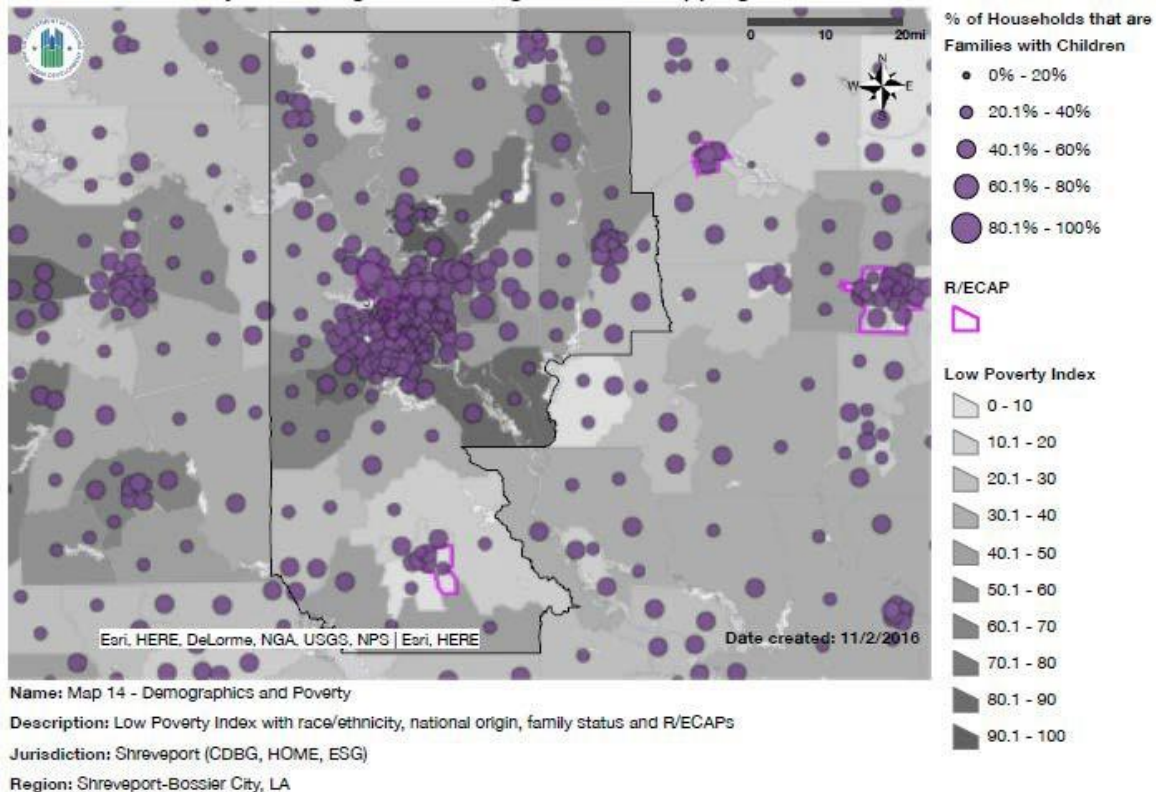 0 10 20mi
N
W E
S
% of Households that are
Families with Children
0% - 20%
20.1% - 40%
40.1% - 60%
60.1% - 80%
80.1% - 100%
R/ECAP
Low Poverty Index
0 - 10
10.1 - 20
20.1 - 30
30.1 - 40
40.1 - 50
50.1 - 60
60.1 - 70
70.1 - 80
80.1 - 90
90.1 - 100
Esri, HERE, DeLorme, NGA, USGS, NPS | Esri, HERE
Date created: 11/2/2016
Name: Map 14 - Demographics and Poverty
Description: Low Poverty Index with race/ethnicity, national origin, family status and R/ECAPs
Jurisdiction: Shreveport (CDBG, HOME, ESG)
Region: Shreveport-Bossier City, LA